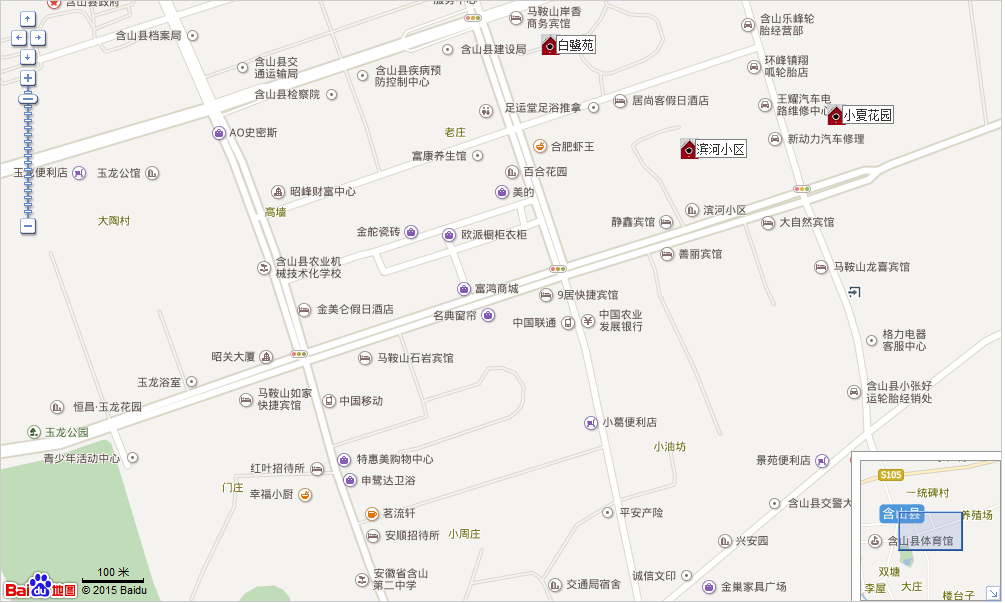 含山县政府
服务中心
马鞍山岸香
商务宾馆
含山乐峰轮
胎经营部
含山县档案局
含山县建设局
白鹭苑
含山县交
通运输局
含山县疾病预
防控制中心
环峰镇翔
呱轮胎店
含山县检察院
足运堂足浴推拿
居尚客假日酒店
王耀汽车电
路维修中心
小夏花园
AO史密斯
老庄
合肥虾王
新动力汽车修理
滨河小区
富康养生馆
玉龙便利店
玉龙公馆
百合花园
昭峰财富中心
美的
大陶村
高墙
滨河小区
静鑫宾馆
大自然宾馆
金舵瓷砖
欧派橱柜衣柜
善丽宾馆
含山县农业机
械技术化学校
马鞍山龙喜宾馆
富鸿商城
9居快捷宾馆
金美仑假日酒店
名典窗帘
中国联通
中国农业
发展银行
格力电器
客服中心
昭关大厦
马鞍山石岩宾馆
玉龙浴室
马鞍山如家
快捷宾馆
中国移动
含山县小张好
运轮胎经销处
恒昌·玉龙花园
小葛便利店
玉龙公园
青少年活动中心
小油坊
特惠美购物中心
景苑便利店
红叶招待所
申鹭达卫浴
门庄
幸福小厨
茗流轩
平安产险
含山县交警大
安顺招待所
小周庄
兴安园
安徽省含山
第二中学
交通局宿舍
诚信文印
金巢家具广场
S105
一统碑村
含山县
养殖场
含山县体育馆
双塘
李屋
大庄
楼台子
100 米
Bai du 地图
© 2015 Baidu